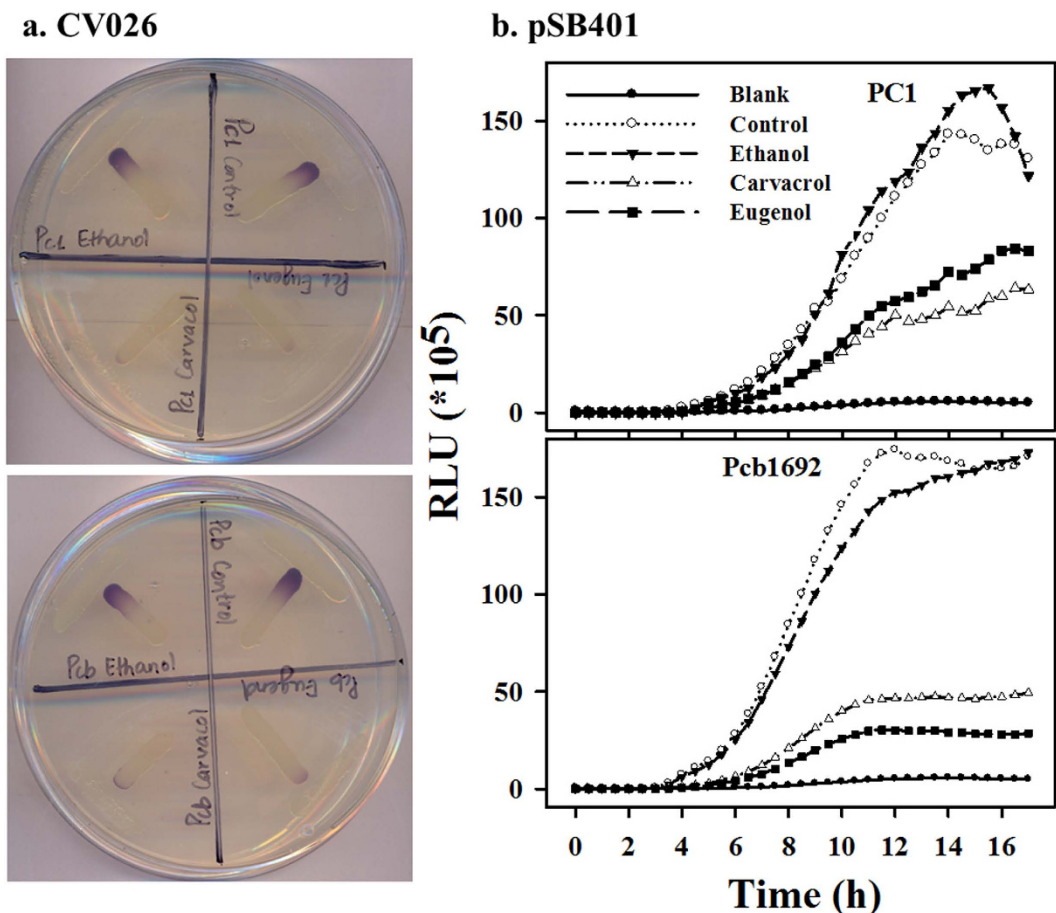 a. CV026
b. pSB401
Pc1 Control
Pc1 Ethanol
Pc1 Eugenol
Pc1 Carvacol
Pcb Control
Pcb Ethanol
Pcb Eugenol
Pcb Carvacol
RLU (*10⁵)
PC1
Blank
Control
Ethanol
Carvacrol
Eugenol
150
100
50
0
Pcb1692
150
100
50
0
0 2 4 6 8 10 12 14 16
Time (h)